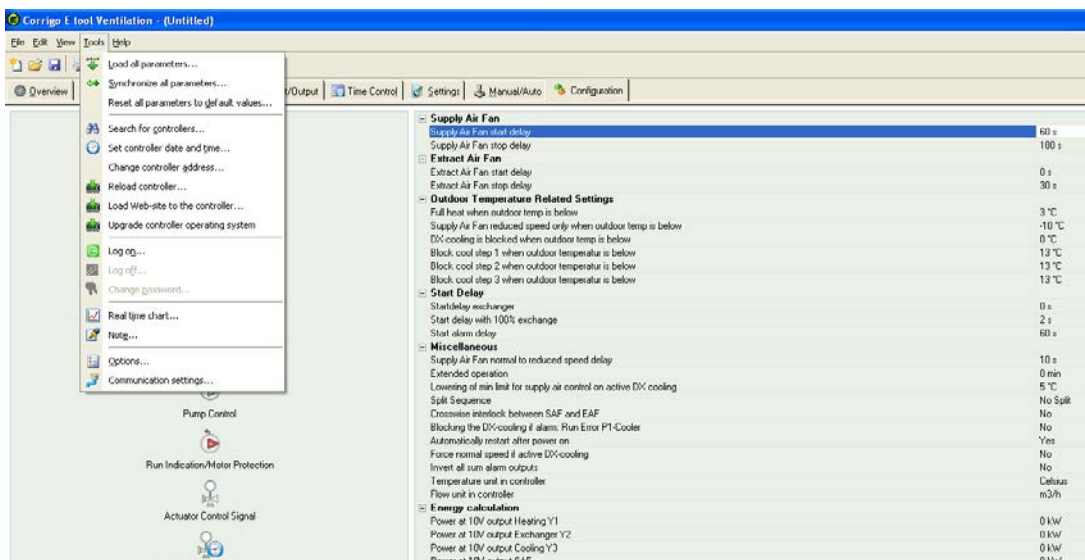 Corrigo E tool Ventilation - (Untitled)
File Edit View Tools Help
Load all parameters...
Synchronize all parameters....
Reset all parameters to default values...
Search for controllers...
Set controller date and time...
Change controller address...
Reload controller...
Load Web-site to the controller...
Upgrade controller operating system
Log on...
Log off...
Change password...
Real time chart...
Note...
Options...
Communication settings...
Overview t/Output Time Control Settings Manual/Auto Configuration
Pump Control
Run Indication/Motor Protection
Actuator Control Signal
Supply Air Fan
Supply Air Fan start delay 60 s
Supply Air Fan stop delay 180 s
Extract Air Fan
Extract Air Fan start delay 0 s
Extract Air Fan stop delay 30 s
Outdoor Temperature Related Settings
Full heat when outdoor temp is below 3 °C
Supply Air Fan reduced speed only when outdoor temp is below -10 °C
DX-cooling is blocked when outdoor temp is below 0 °C
Block cool step 1 when outdoor temperatur is below 13 °C
Block cool step 2 when outdoor temperatur is below 13 °C
Block cool step 3 when outdoor temperatur is below 13 °C
Start Delay
Startdelay exchanger 0 s
Start delay with 100% exchange 2 s
Start alarm delay 60 s
Miscellaneous
Supply Air Fan normal to reduced speed delay 10 s
Extended operation 0 min
Lowering of min limit for supply air control on active DX cooling 5 °C
Split Sequence No Split
Crosswise interlock between SAF and EAF No
Blocking the DX-cooling if alarm: Run Error P1-Cooler No
Automatically restart after power on Yes
Force normal speed if active DX-cooling No
Invert all sum alarm outputs No
Temperature unit in controller Celsius
Flow unit in controller m3/h
Energy calculation
Power at 10V output Heating Y1 0 kW
Power at 10V output Exchanger Y2 0 kW
Power at 10V output Cooling Y3 0 kW
Power at 10V output SAF 0 kW